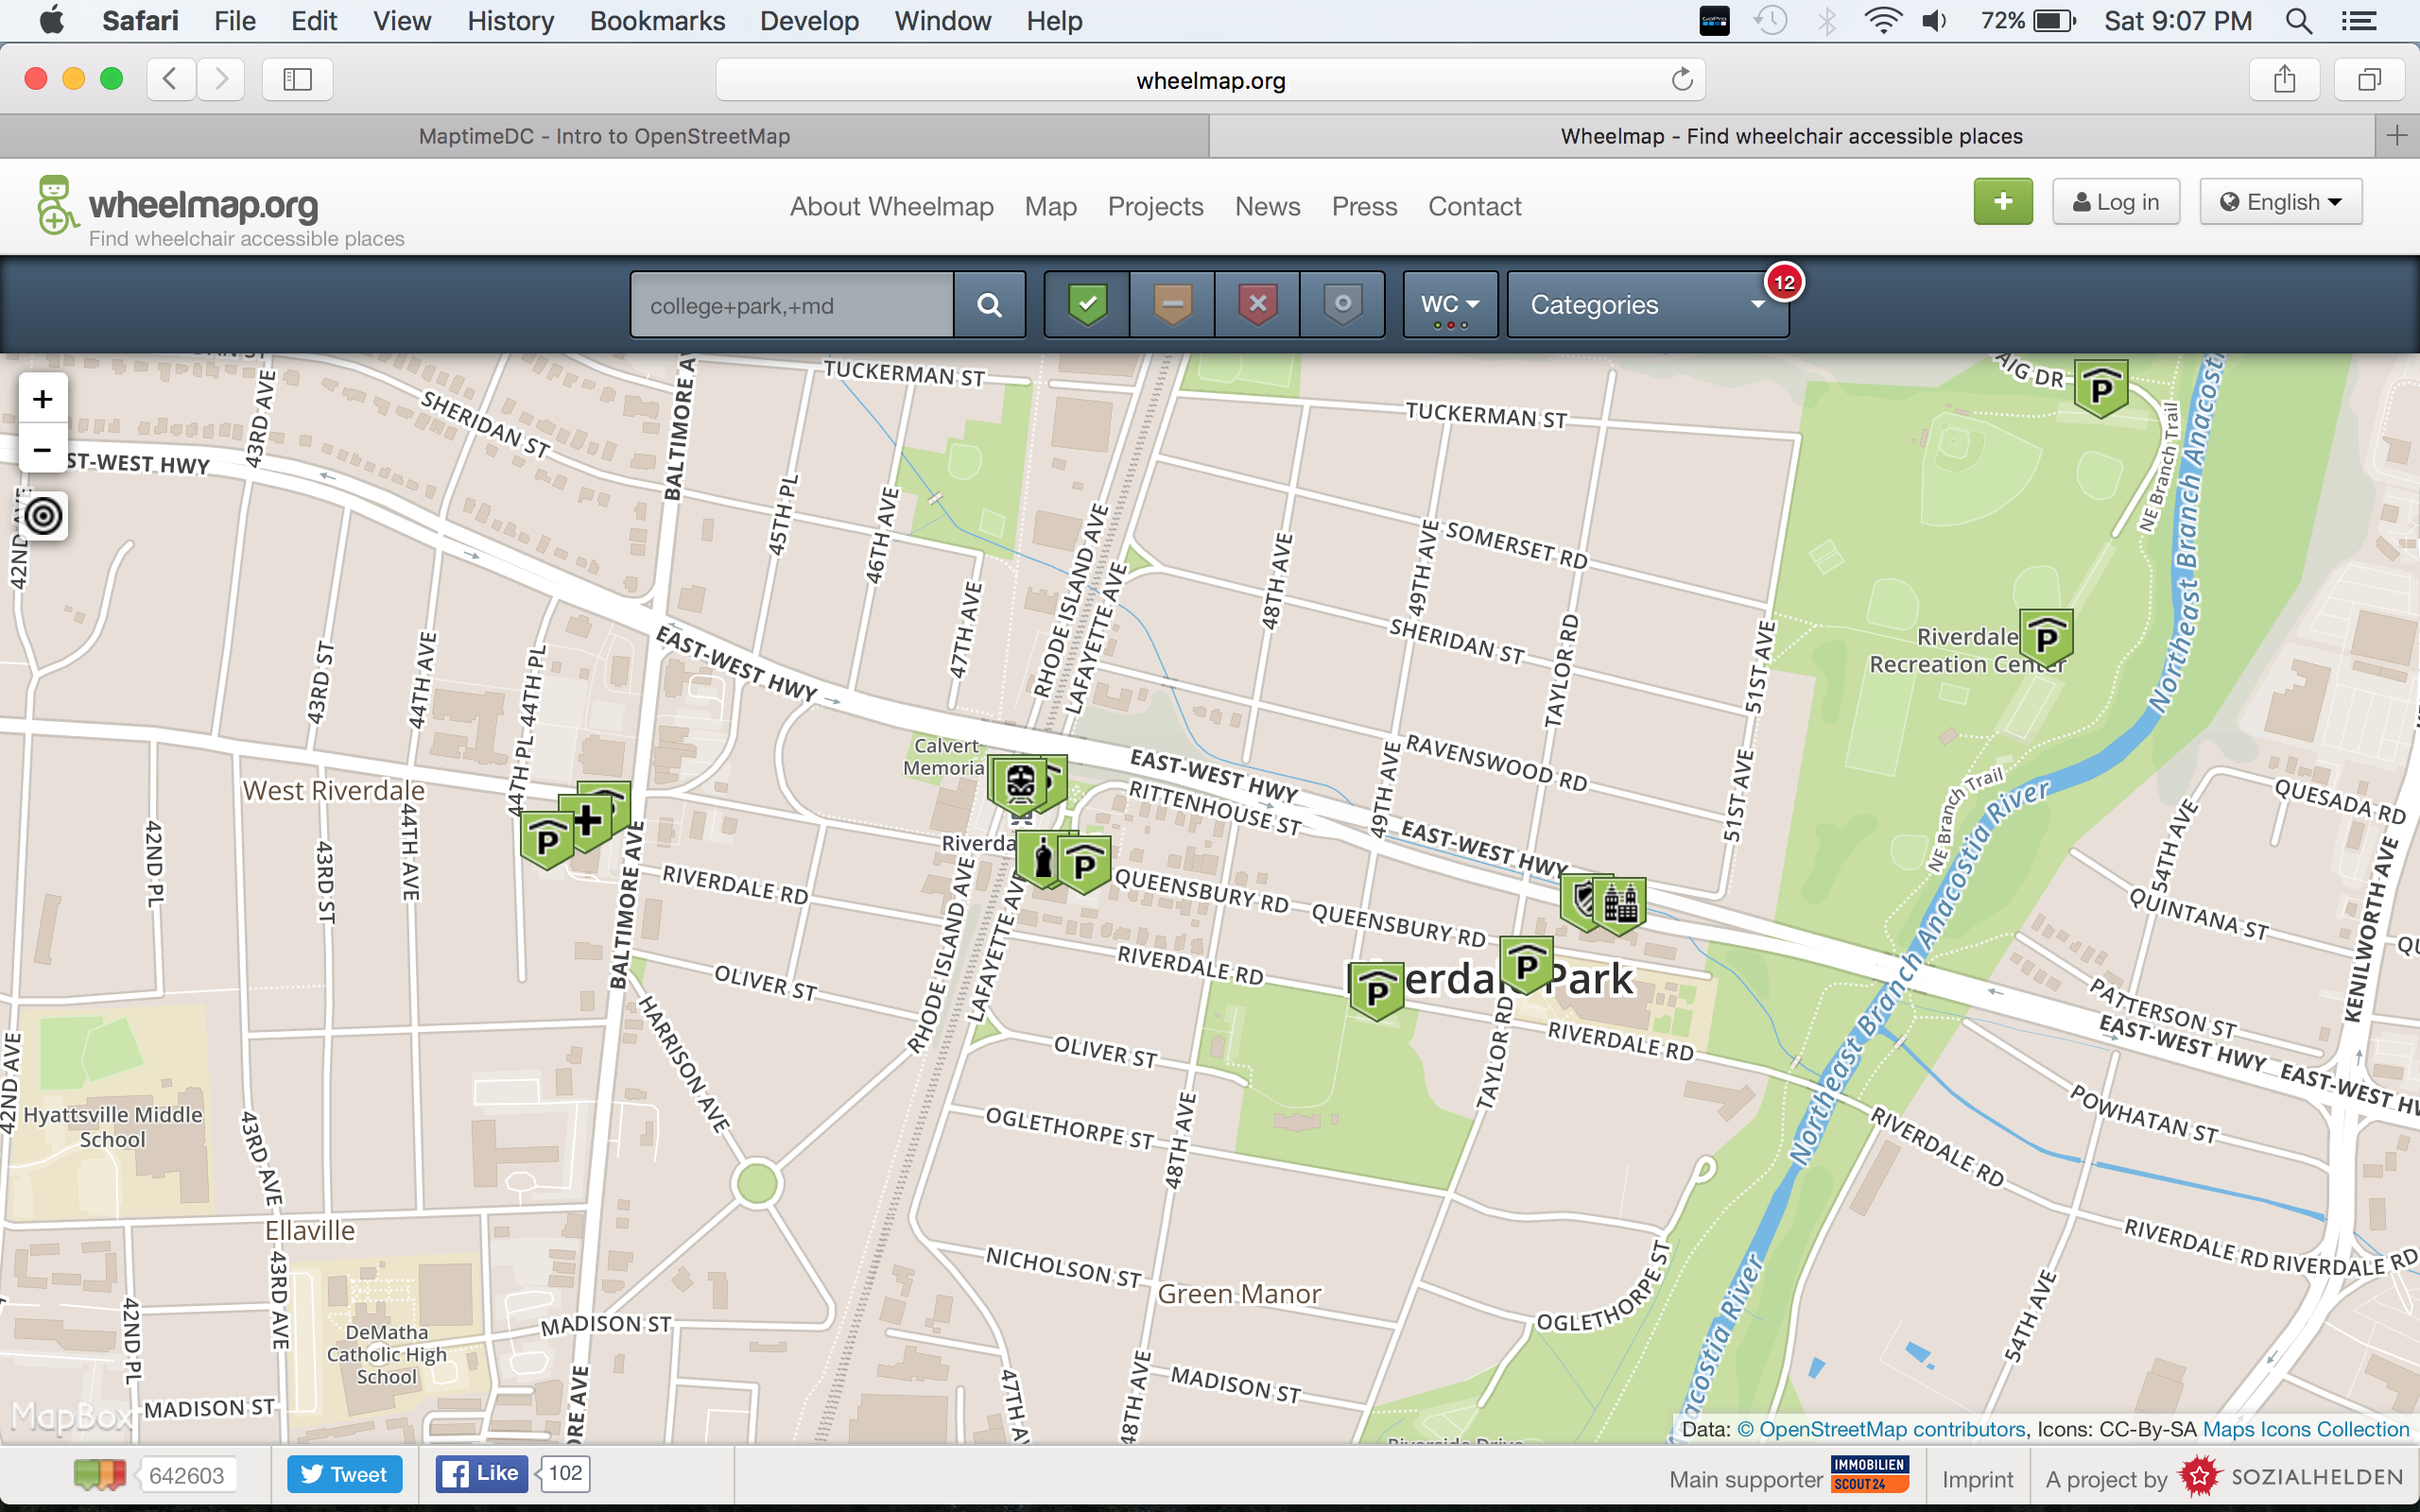 Safari File Edit View History Bookmarks Develop Window Help
GoPro 72% Sat 9:07 PM
wheelmap.org
MaptimeDC - Intro to OpenStreetMap
Wheelmap - Find wheelchair accessible places
wheelmap.org
Find wheelchair accessible places
About Wheelmap Map Projects News Press Contact
+ Log in English
college+park,+md
WC
Categories
12
TUCKERMAN ST
TUCKERMAN ST
AIG DR
P
43RD AVE
SHERIDAN ST
BALTIMORE A
ST-WEST HWY
42ND AVE
45TH PL
46TH AVE
47TH AVE
RHODE ISLAND AVE
LAFAYETTE AVE
48TH AVE
49TH AVE
SOMERSET RD
SHERIDAN ST
TAYLOR RD
51ST AVE
NE Branch Trail
Northeast Branch Anacosti
Riverdale
Recreation Center
P
43RD ST
44TH AVE
44TH PL
44TH PL
EAST-WEST HWY
Calvert
Memoria
EAST-WEST HWY
RITTENHOUSE ST
49TH AVE
RAVENSWOOD RD
51ST AVE
EAST-WEST HWY
NE Branch Trail
Northeast Branch Anacostia River
QUESADA RD
54TH AVE
QUINTANA ST
QU
KENILWORTH AVE
West Riverdale
42ND PL
43RD ST
44TH AVE
P
BALTIMORE AVE
Riverda
P
RIVERDALE RD
QUEENSBURY RD
QUEENSBURY RD
P
P
erdal Park
RIVERDALE RD
RIVERDALE RD
OLIVER ST
RHODE ISLAND AVE
LAFAYETTE AVE
HARRISON AVE
OLIVER ST
TAYLOR RD
PATTERSON ST
EAST-WEST HWY
EAST-WEST HW
POWHATAN ST
RIVERDALE RD
Northeast Branch Anacostia River
42ND AVE
Hyattsville Middle
School
43RD AVE
OGLETHORPE ST
48TH AVE
RIVERDALE RD
RIVERDALE RD
Ellaville
43RD AVE
NICHOLSON ST
Green Manor
OGLETHORPE ST
acostia River
54TH AVE
42ND PL
DeMatha
Catholic High
School
MADISON ST
MADISON ST
ORE AVE
47TH A
48TH AVE
MADISON ST
Riverside Drive
MapBox
Data: © OpenStreetMap contributors, Icons: CC-By-SA Maps Icons Collection
642603 Tweet Like 102
Main supporter IMMOBILIEN
SCOUT24
Imprint A project by SOZIALHELDEN